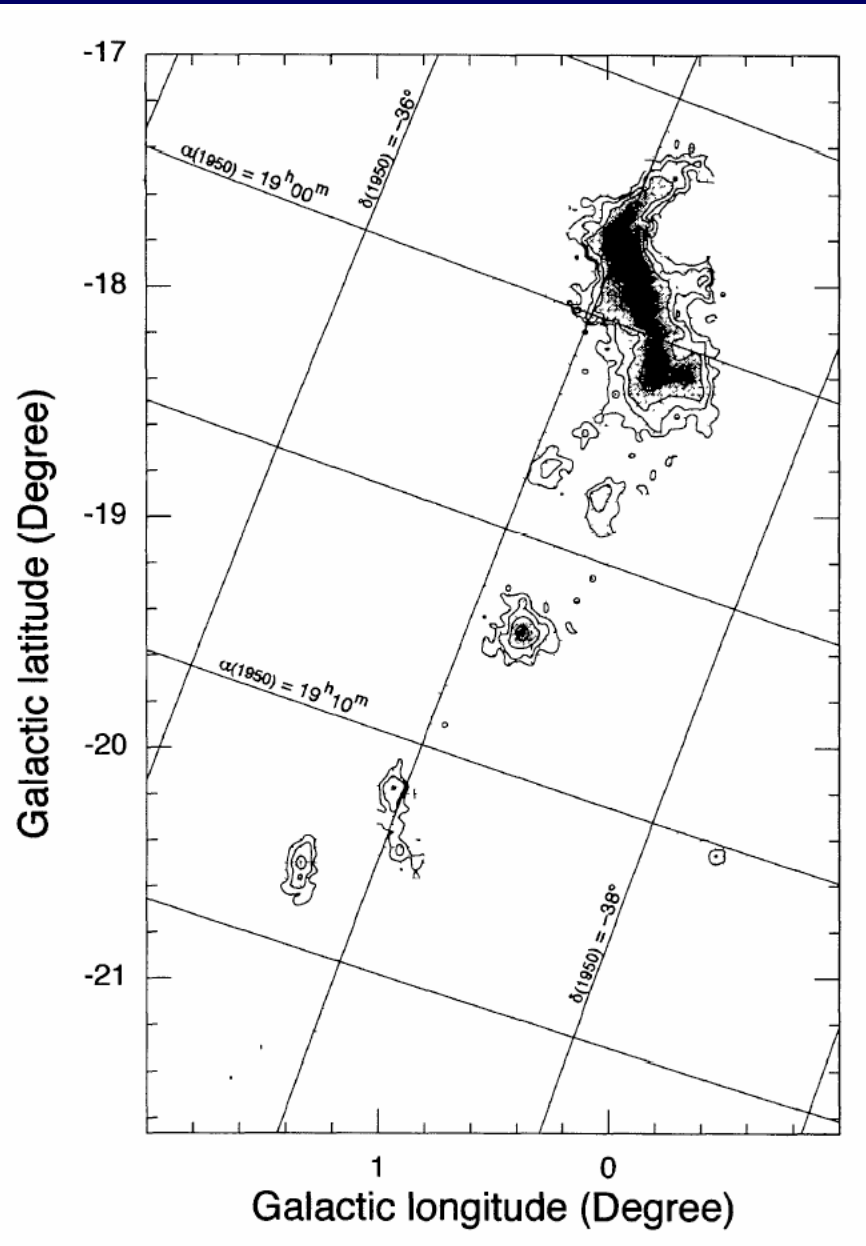 -17
δ(1950) = -36°
α(1950) = 19ʰ00ᵐ
-18
-19
α(1950) = 19ʰ10ᵐ
-20
δ(1950) = -38°
-21
1 0
Galactic longitude (Degree)
Galactic latitude (Degree)